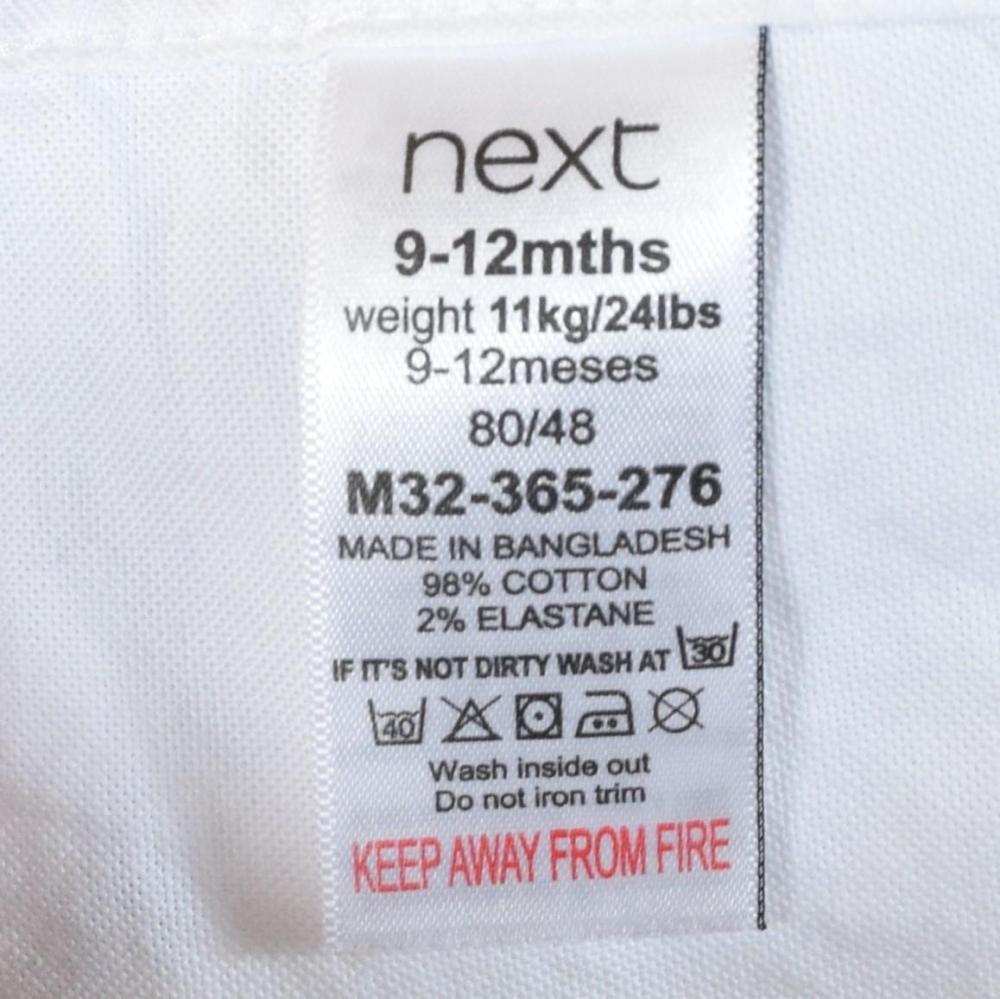 next
9-12mths
weight 11kg/24lbs
9-12meses
80/48
M32-365-276
MADE IN BANGLADESH
98% COTTON
2% ELASTANE
IF IT'S NOT DIRTY WASH AT 30
40
Wash inside out
Do not iron trim
KEEP AWAY FROM FIRE